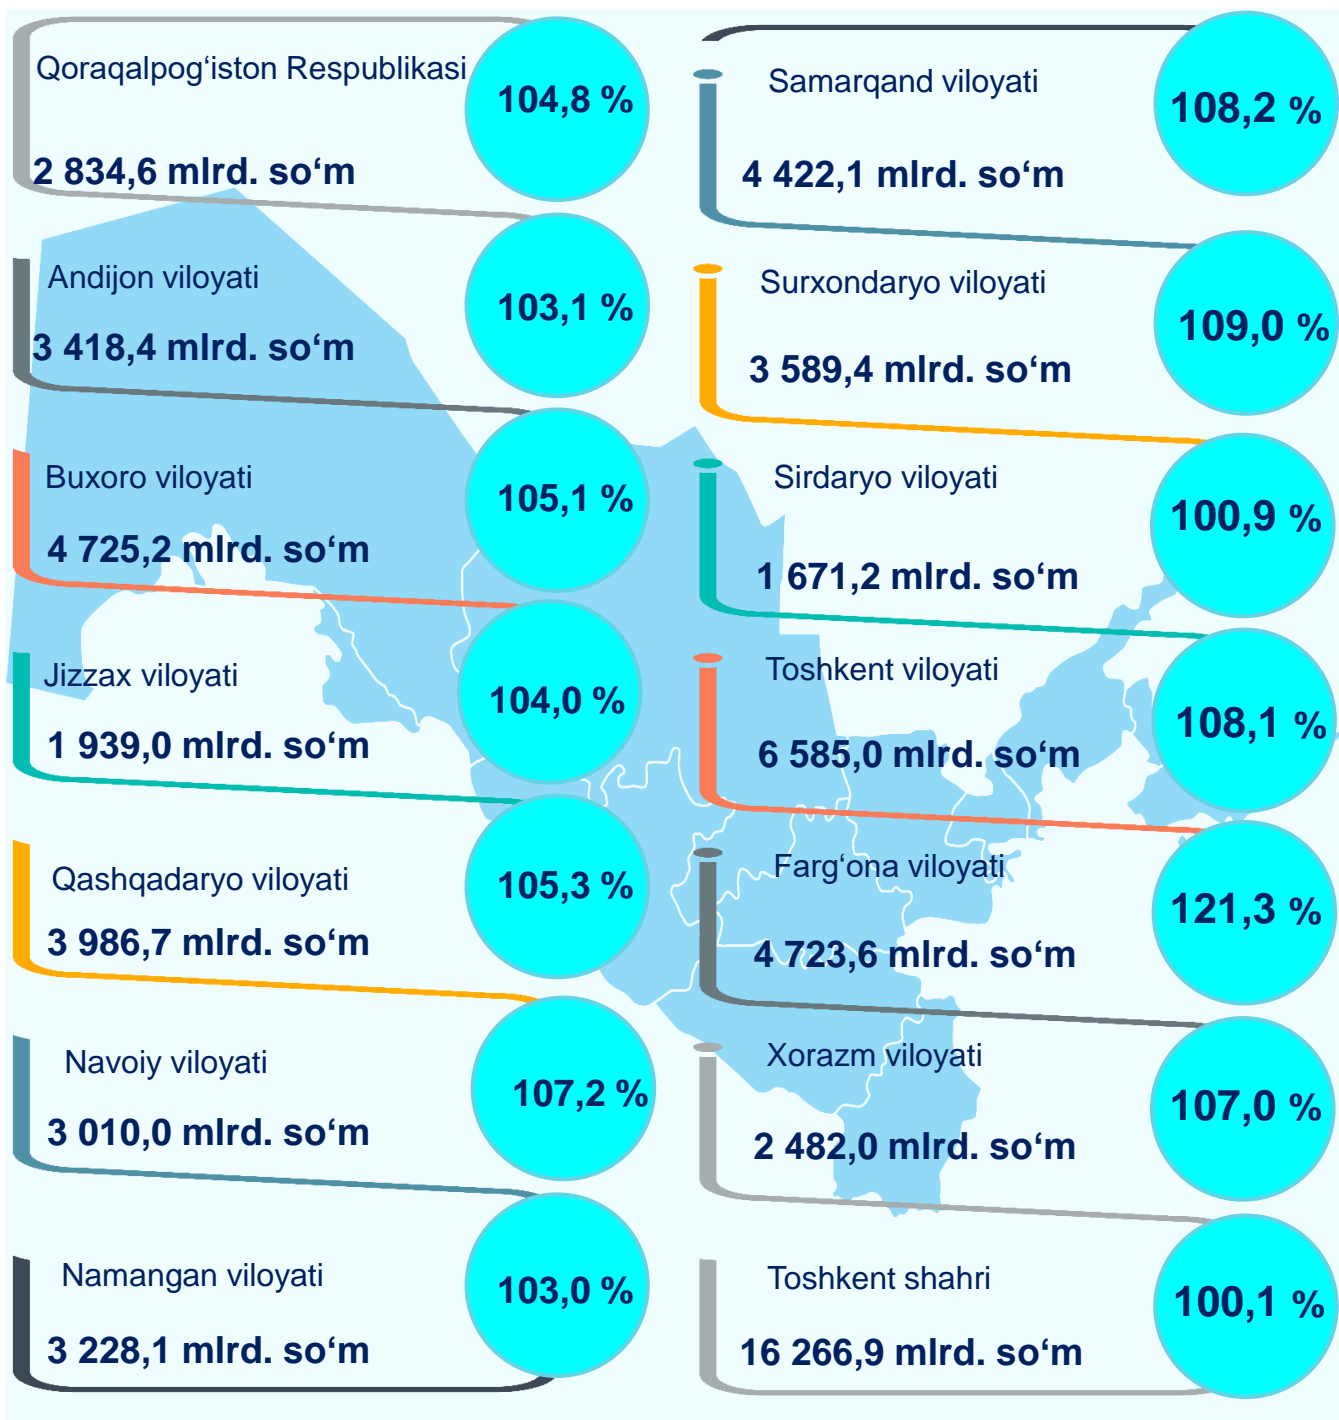 Qoraqalpog‘iston Respublikasi
104,8 %
2 834,6 mlrd. so‘m
Andijon viloyati
103,1 %
3 418,4 mlrd. so‘m
Buxoro viloyati
105,1 %
4 725,2 mlrd. so‘m
Jizzax viloyati
104,0 %
1 939,0 mlrd. so‘m
Qashqadaryo viloyati
105,3 %
3 986,7 mlrd. so‘m
Navoiy viloyati
107,2 %
3 010,0 mlrd. so‘m
Namangan viloyati
103,0 %
3 228,1 mlrd. so‘m
Samarqand viloyati
108,2 %
4 422,1 mlrd. so‘m
Surxondaryo viloyati
109,0 %
3 589,4 mlrd. so‘m
Sirdaryo viloyati
100,9 %
1 671,2 mlrd. so‘m
Toshkent viloyati
108,1 %
6 585,0 mlrd. so‘m
Farg‘ona viloyati
121,3 %
4 723,6 mlrd. so‘m
Xorazm viloyati
107,0 %
2 482,0 mlrd. so‘m
Toshkent shahri
100,1 %
16 266,9 mlrd. so‘m